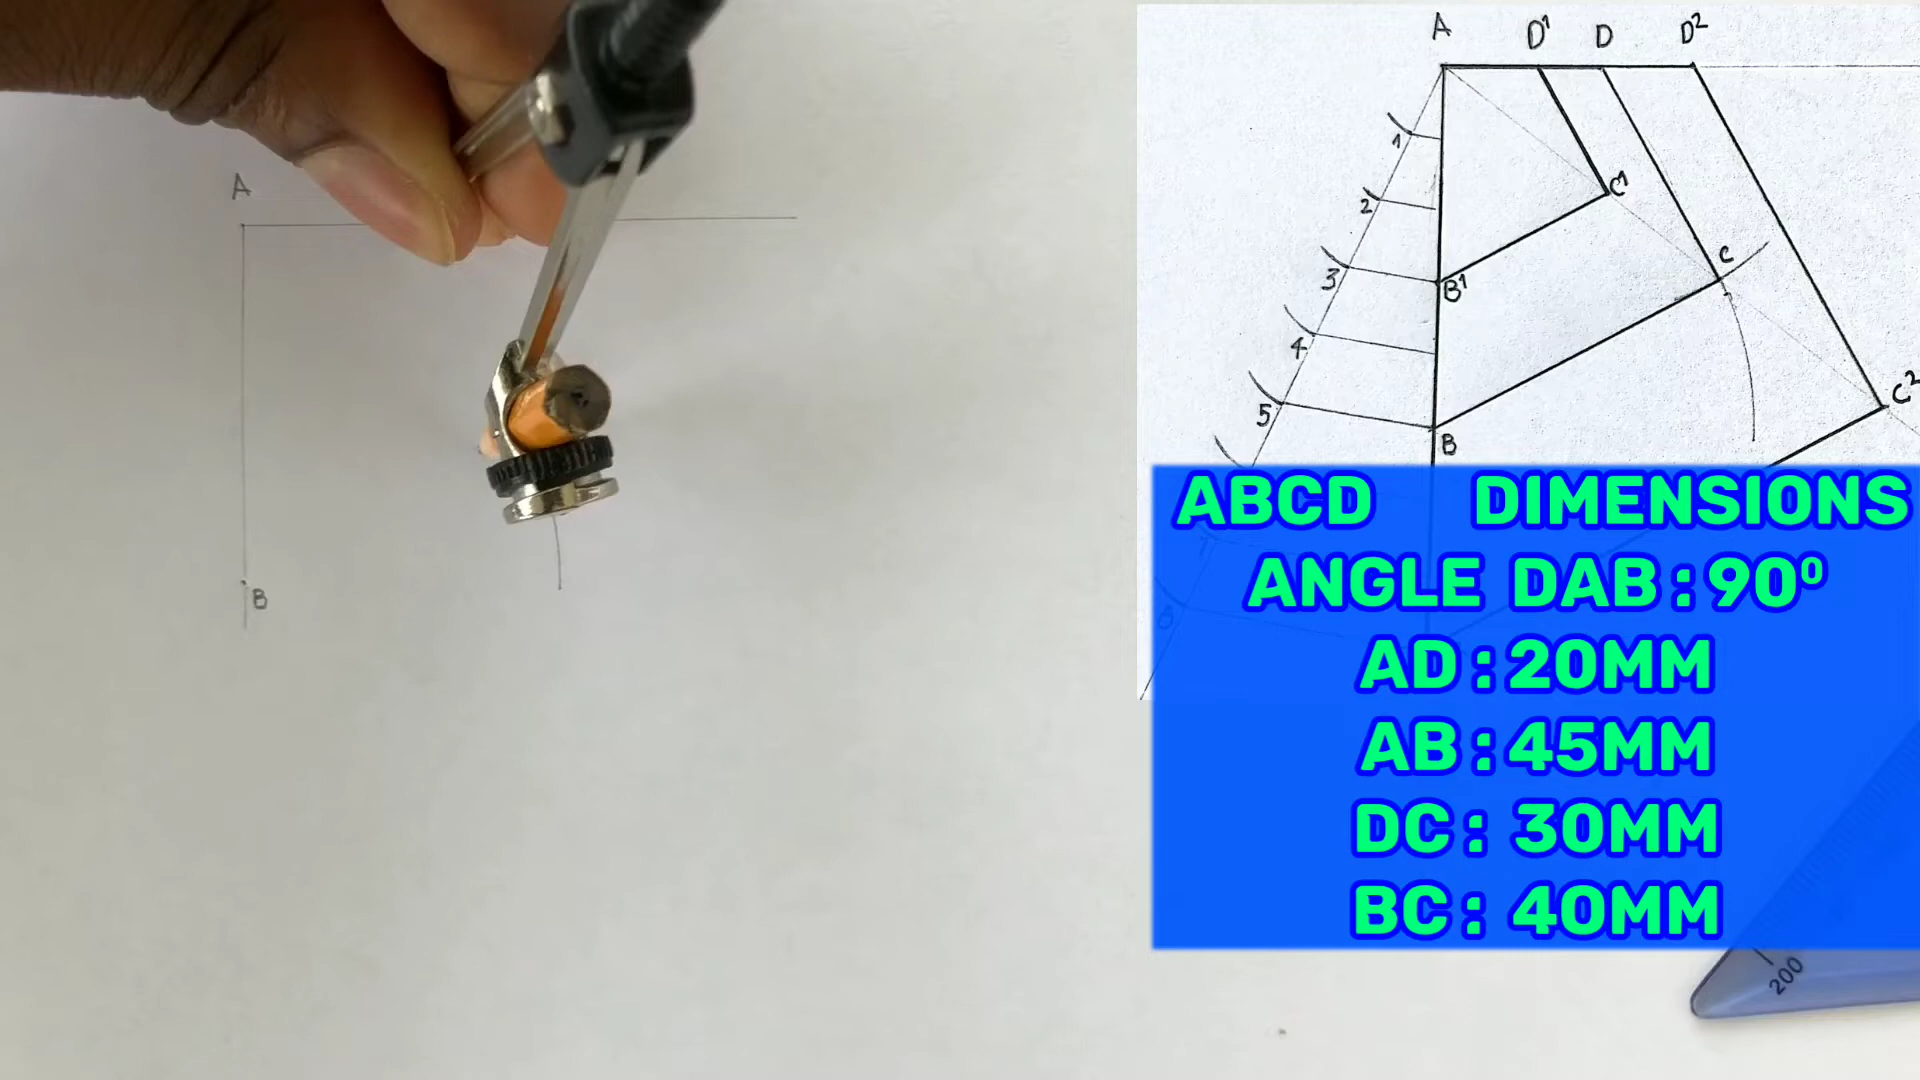 A
B
A D¹ D D²
1
2
3
4
5
B¹
C¹
C
B
C²
ABCD DIMENSIONS
ANGLE DAB : 90⁰
AD : 20MM
AB : 45MM
DC : 30MM
BC : 40MM
200